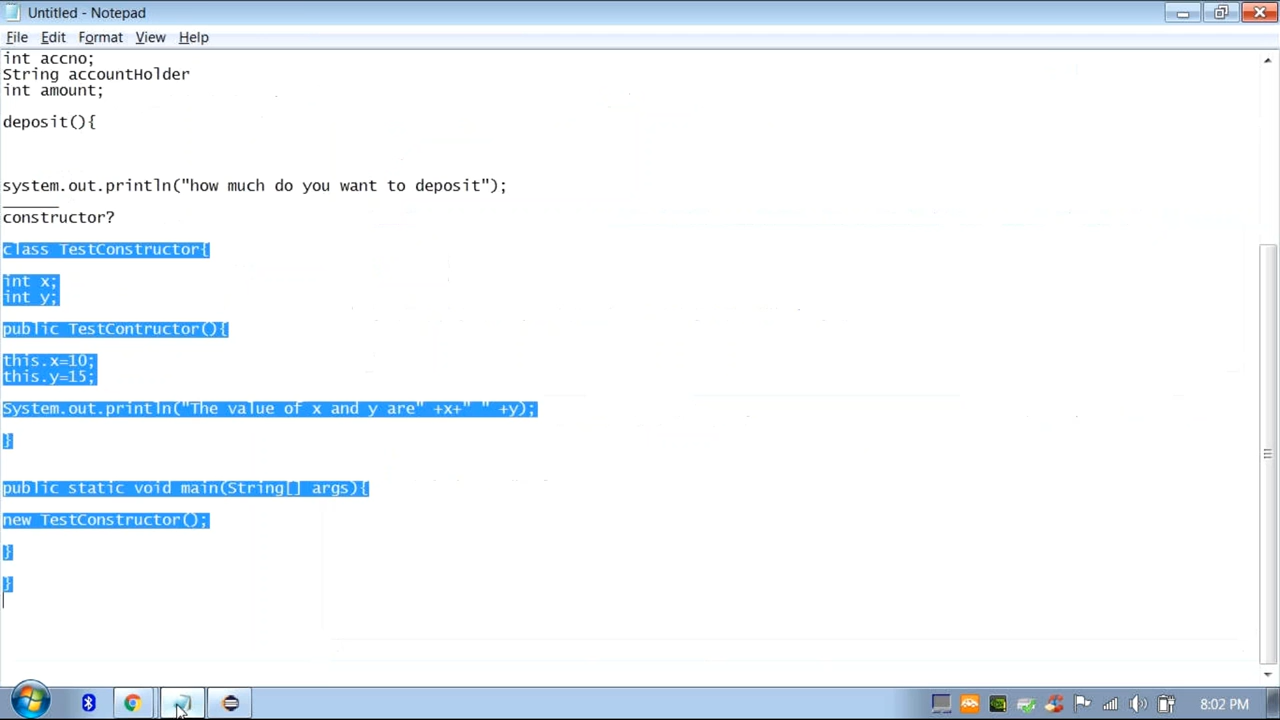 Untitled - Notepad
File Edit Format View Help
int accno;
String accountHolder
int amount;
deposit(){
system.out.println("how much do you want to deposit");
______
constructor?
class TestConstructor{
int x;
int y;
public TestContructor(){
this.x=10;
this.y=15;
System.out.println("The value of x and y are" +x+" " +y);
}
public static void main(String[] args){
new TestConstructor();
}
}
8:02 PM